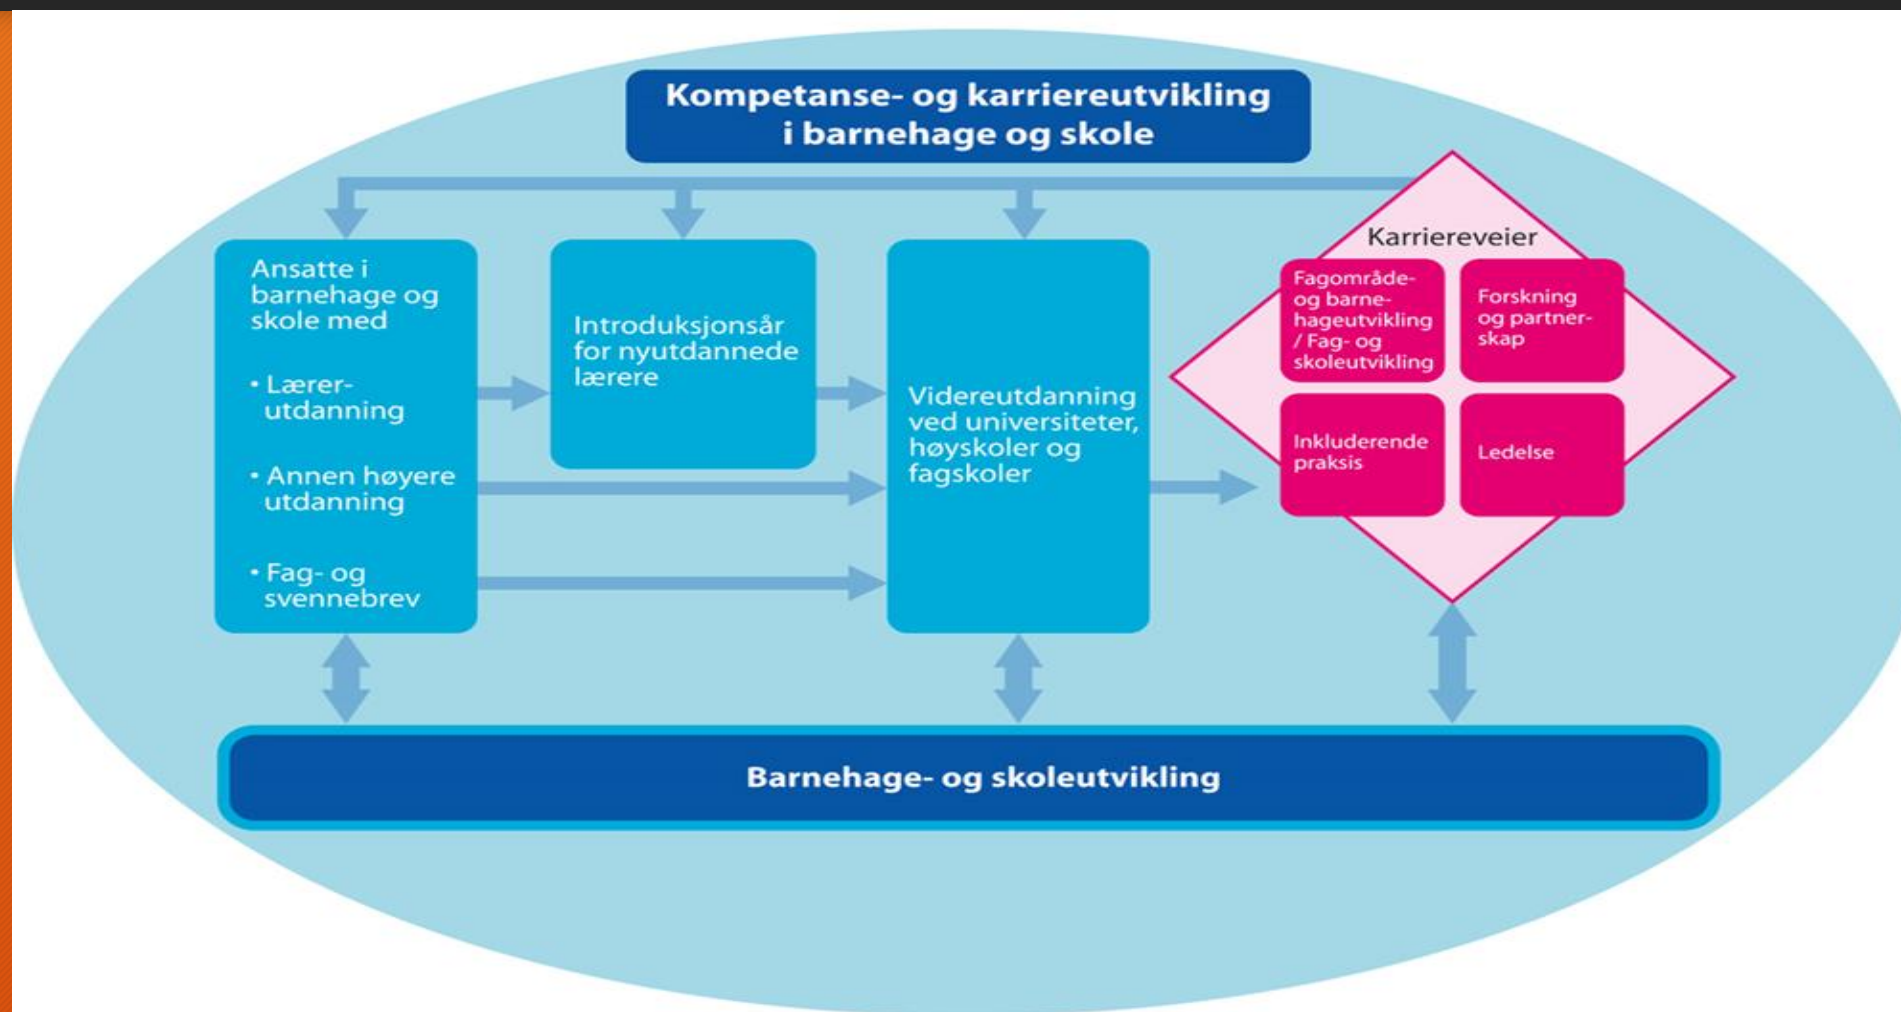 Kompetanse- og karriereutvikling
i barnehage og skole
Ansatte i
barnehage og
skole med
• Lærer-
utdanning
• Annen høyere
utdanning
• Fag- og
svennebrev
Introduksjonsår
for nyutdannede
lærere
Videreutdanning
ved universiteter,
høyskoler og
fagskoler
Karriereveier
Fagområde-
og barne-
hageutvikling
/ Fag- og
skoleutvikling
Forskning
og partner-
skap
Inkluderende
praksis
Ledelse
Barnehage- og skoleutvikling